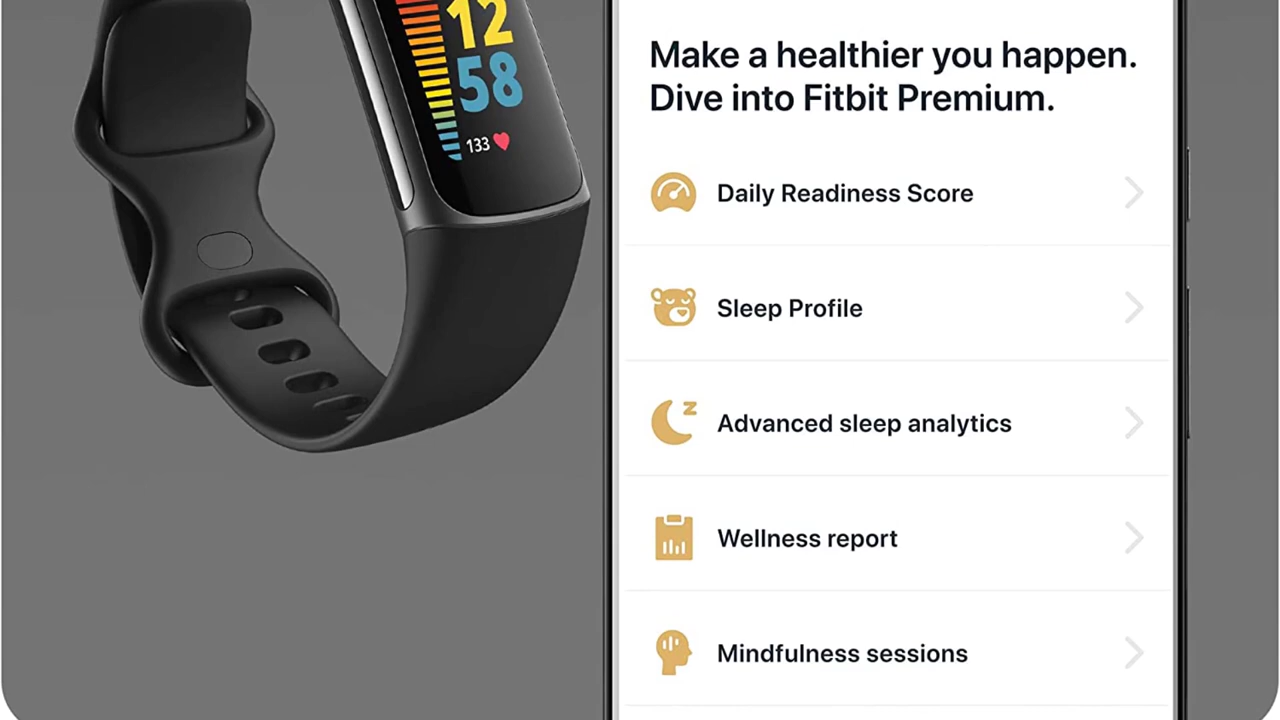 12
58
133
Make a healthier you happen.
Dive into Fitbit Premium.
Daily Readiness Score
Sleep Profile
Advanced sleep analytics
Wellness report
Mindfulness sessions